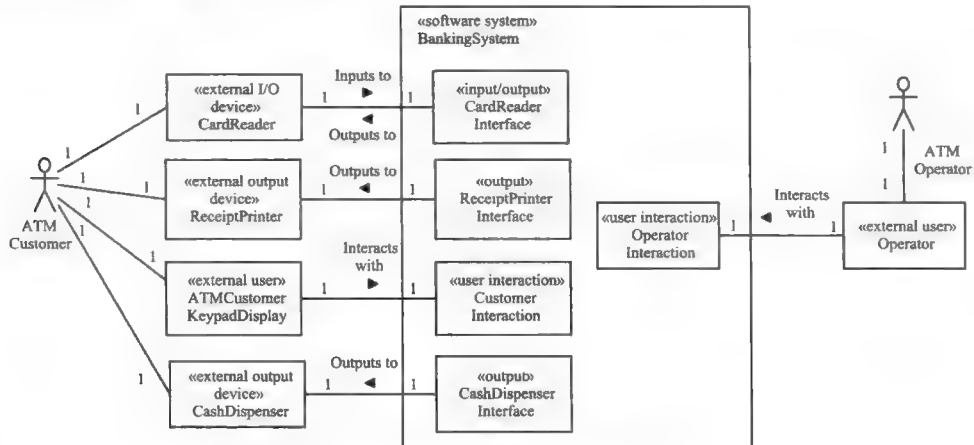 «software system»
BankingSystem
«external I/O
device»
CardReader
Inputs to
Outputs to
1
1
«input/output»
CardReader
Interface
1
1
ATM
Customer
«external output
device»
ReceiptPrinter
Outputs to
1
1
«output»
ReceiptPrinter
Interface
1
1
«external user»
ATMCustomer
KeypadDisplay
Interacts
with
1
1
«user interaction»
Customer
Interaction
1
1
«external output
device»
CashDispenser
Outputs to
1
1
«output»
CashDispenser
Interface
1
1
«user interaction»
Operator
Interaction
1
Interacts
with
1
«external user»
Operator
1
1
ATM
Operator